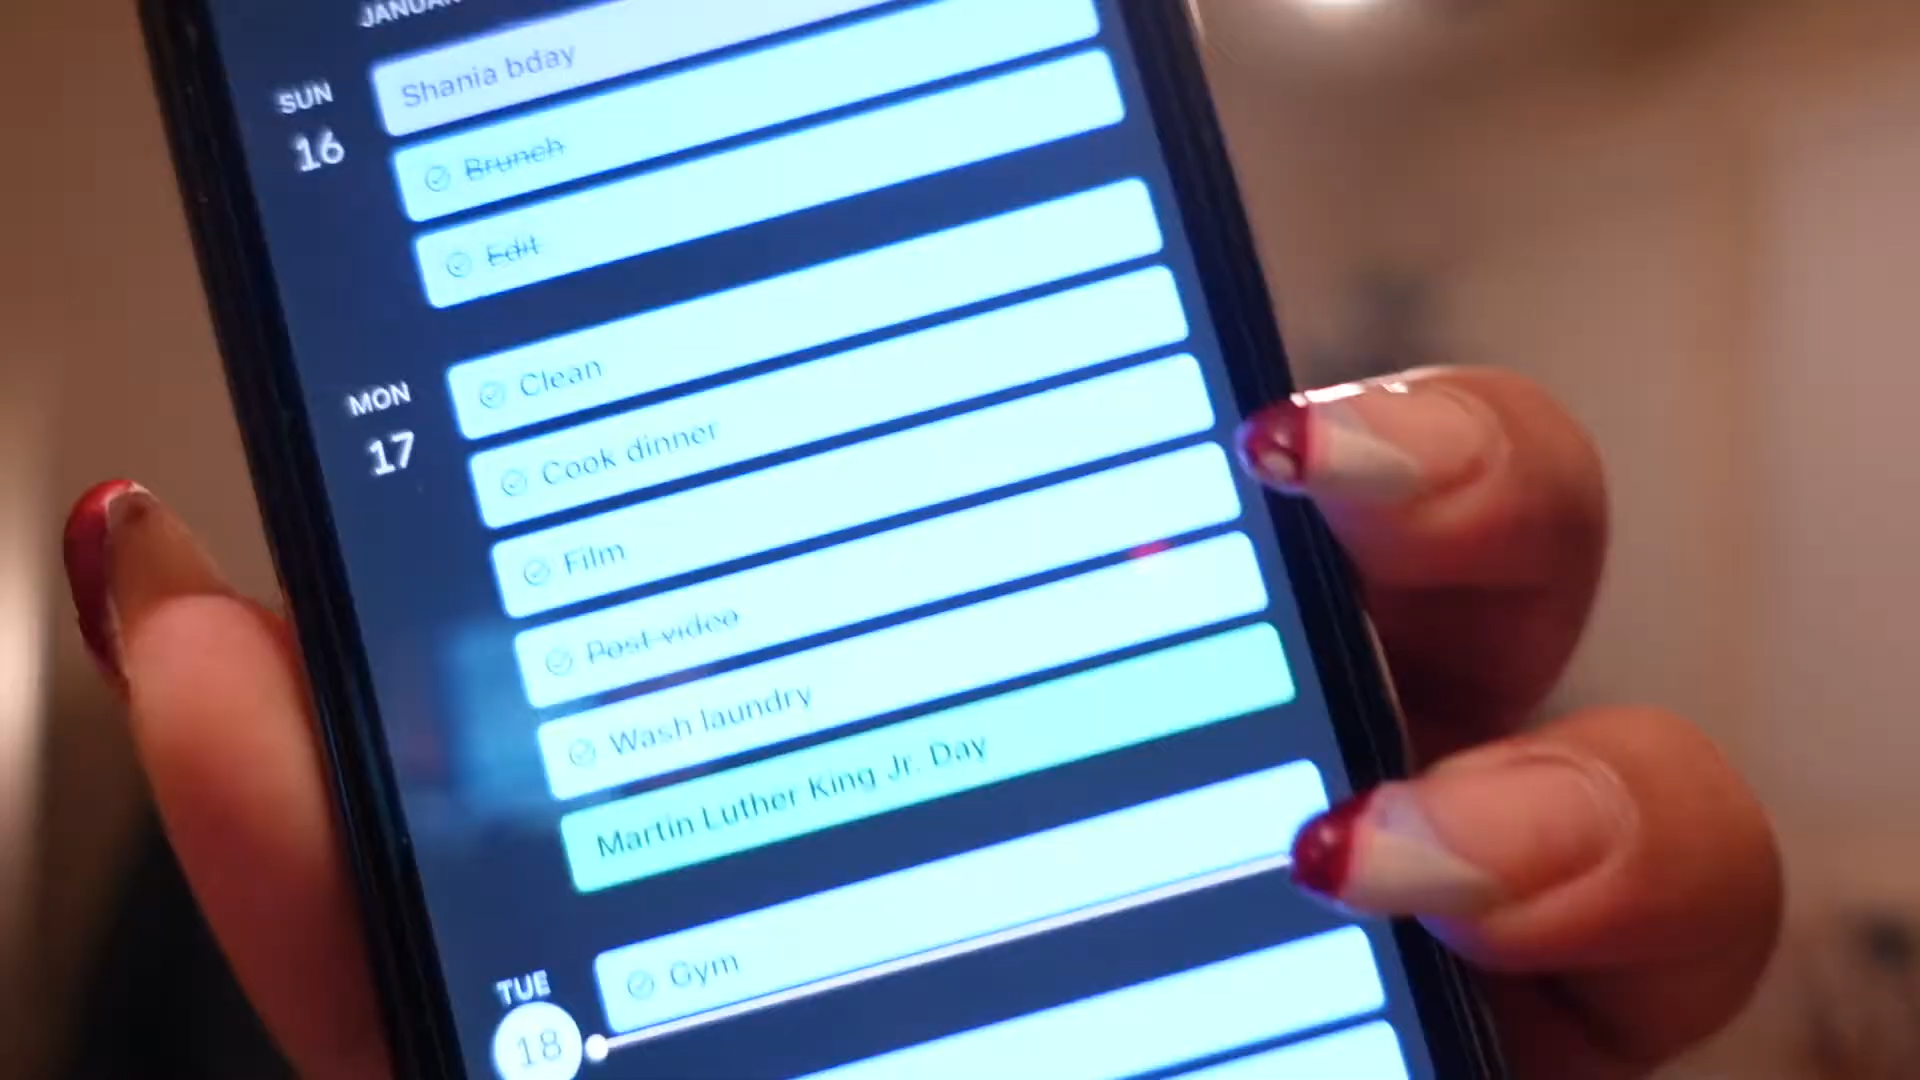 Shania bday
SUN
16
Brunch
Edit
MON
17
Clean
Cook dinner
Film
Post video
Wash laundry
Martin Luther King Jr. Day
TUE
18
Gym